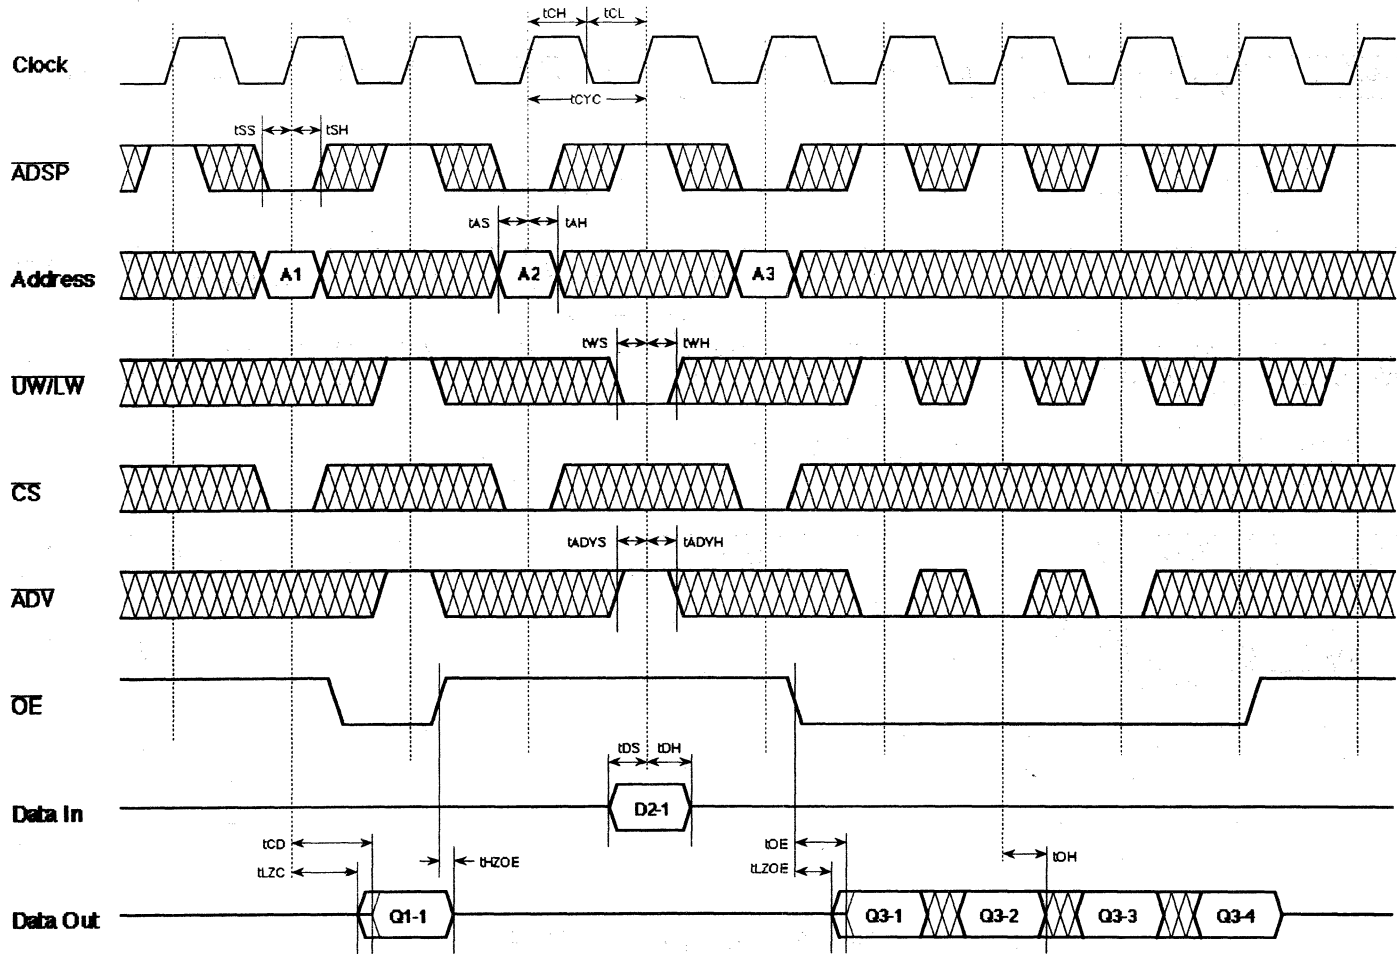 tCH tCL
Clock
tCYC
tSS tSH
ADSP
tAS tAH
Address A1 A2 A3
tWS tWH
UW/LW
CS
tADVS tADVH
ADV
OE
tDS tDH
Data In D2-1
tCD tHZOE tOE tOH
tLZC tLZOE
Data Out Q1-1 Q3-1 Q3-2 Q3-3 Q3-4